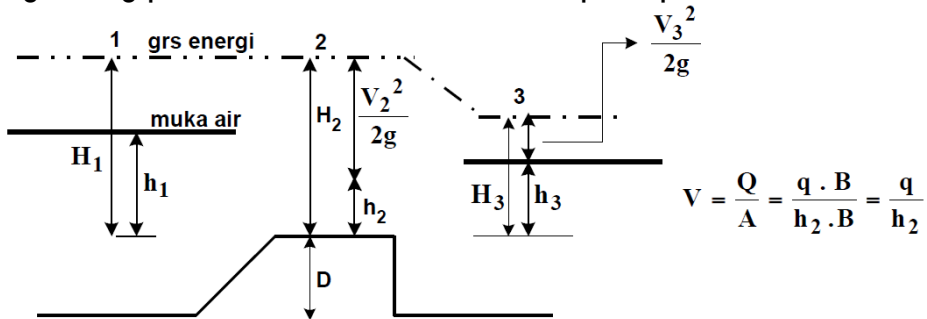 1 grs energi 2
V₂² / 2g
V₃² / 2g
3
muka air
H₁
h₁
H₂
h₂
H₃
h₃
D
V = Q / A = q . B / h₂ . B = q / h₂